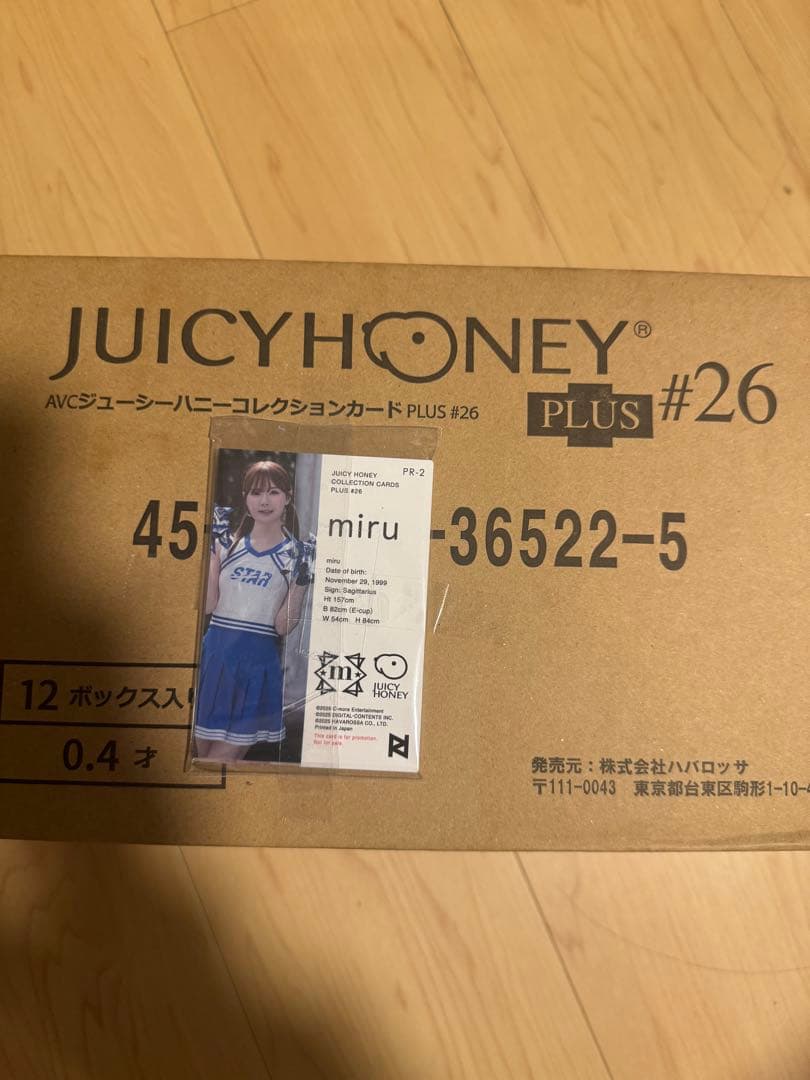 JUICY HONEY®
AVCジューシーハニーコレクションカード PLUS #26
PLUS #26
45
-36522-5
12 ボックス入り
0.4 才
発売元：株式会社ハバロッサ
〒111-0043 東京都台東区駒形1-10-4
JUICY HONEY
COLLECTION CARDS
PLUS #26
PR-2
miru
miru
Date of birth:
November 29, 1999
Sign: Sagittarius
Ht 157cm
B 82cm (E-cup)
W 54cm H 84cm
STAR
m
JUICY
HONEY
©2025 C-more Entertainment
©2025 DIGITAL-CONTENTS INC.
©2025 HAVAROSSA CO., LTD.
Printed in Japan
This card is for promotion.
Not for sale.